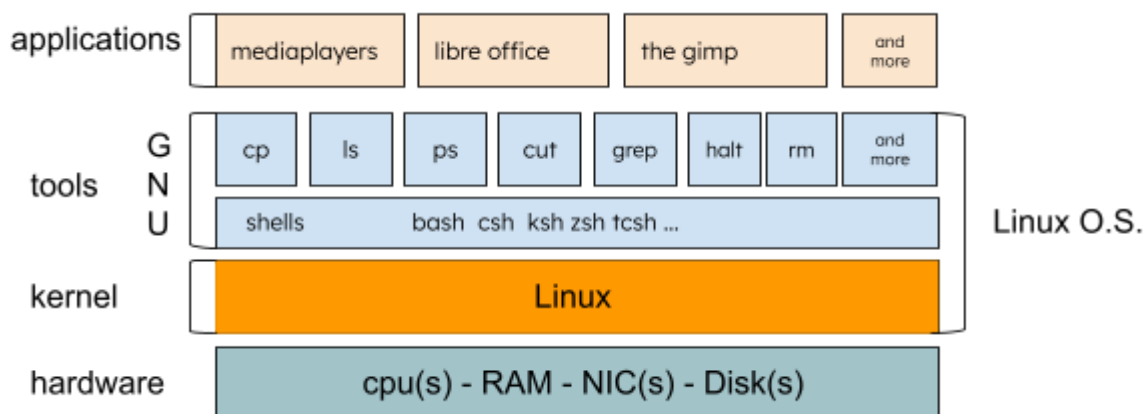 applications
mediaplayers libre office the gimp and more
G N U
tools
cp ls ps cut grep halt rm and more
shells bash csh ksh zsh tcsh ...
Linux O.S.
kernel
Linux
hardware
cpu(s) - RAM - NIC(s) - Disk(s)